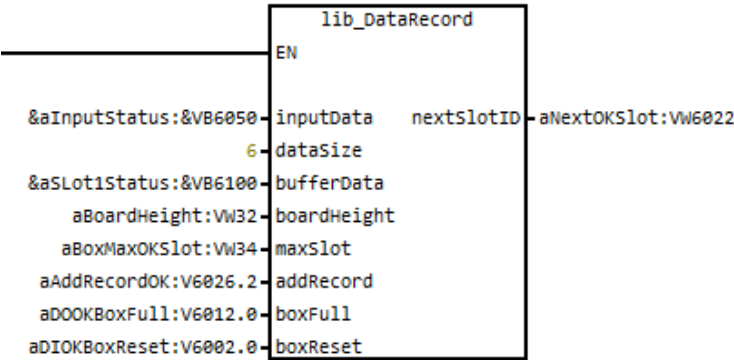 lib_DataRecord
EN
&aInputStatus:&VB6050 inputData nextSlotID aNextOKSlot:VW6022
6 dataSize
&aSLot1Status:&VB6100 bufferData
aBoardHeight:VW32 boardHeight
aBoxMaxOKSlot:VW34 maxSlot
aAddRecordOK:V6026.2 addRecord
aDOOKBoxFull:V6012.0 boxFull
aDIOKBoxReset:V6002.0 boxReset